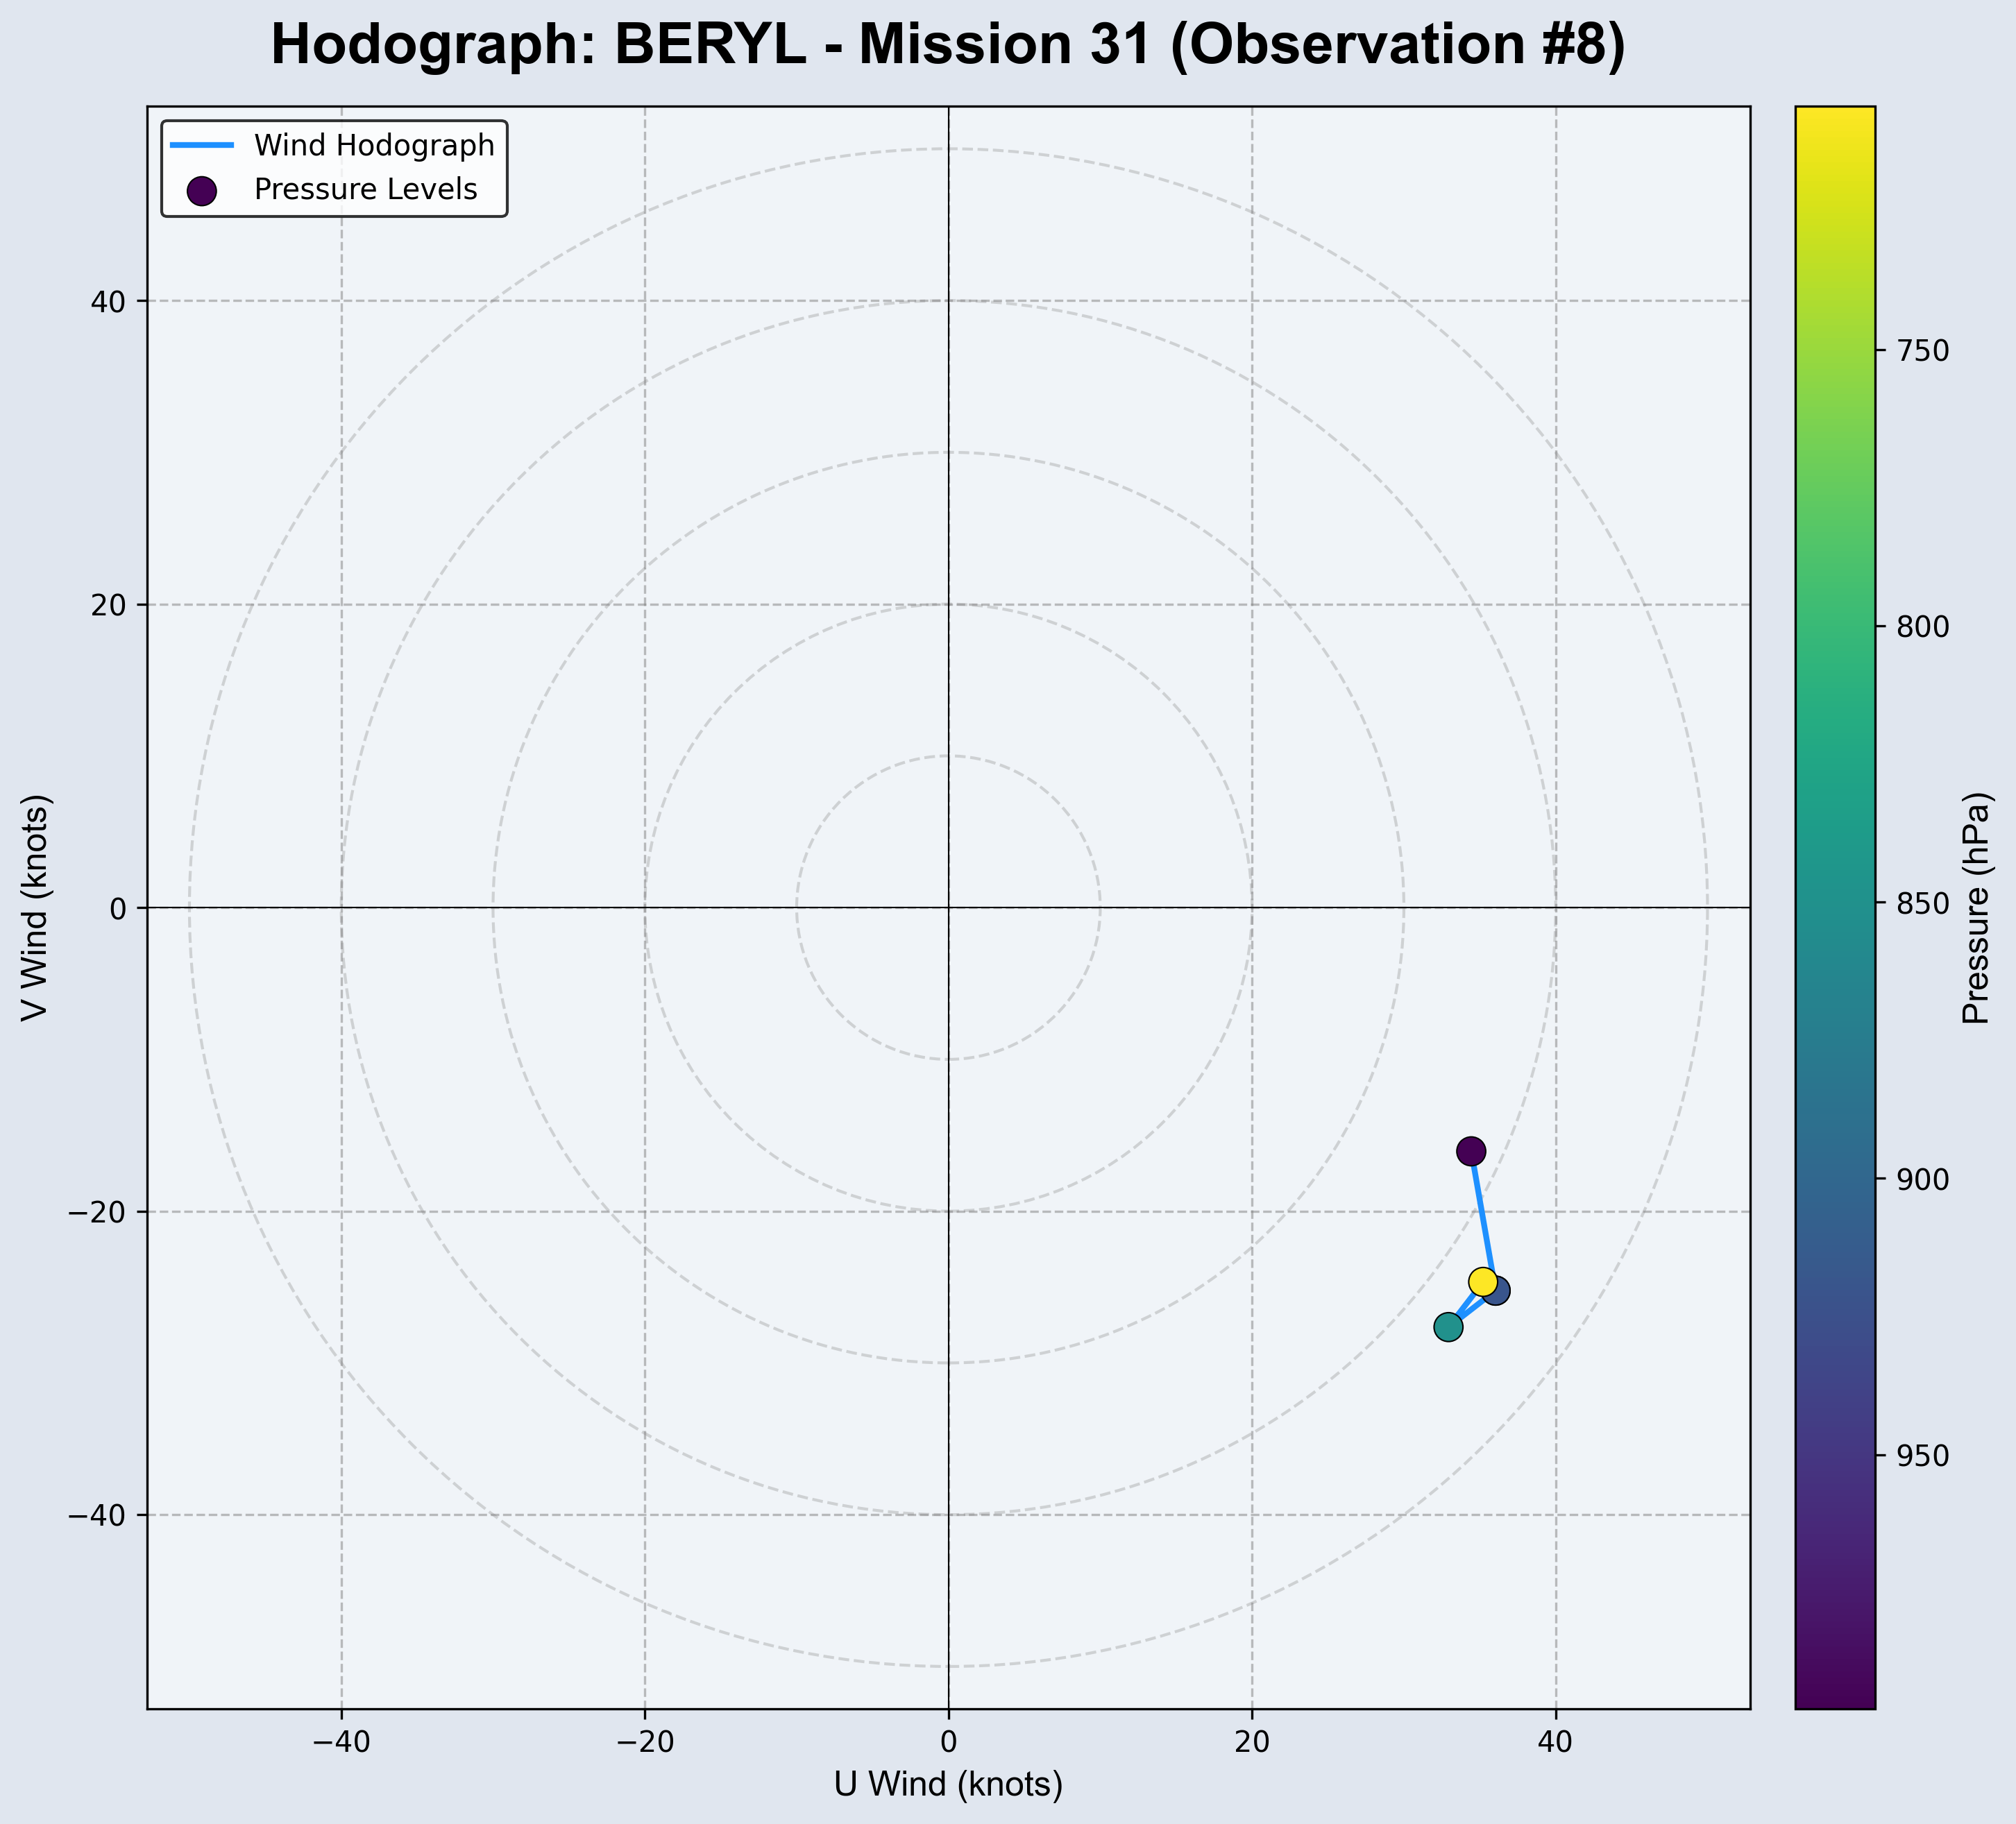 Hodograph: BERYL - Mission 31 (Observation #8)
Wind Hodograph
Pressure Levels
40
20
0
−20
−40
V Wind (knots)
−40
−20
0
20
40
U Wind (knots)
750
800
850
900
950
Pressure (hPa)